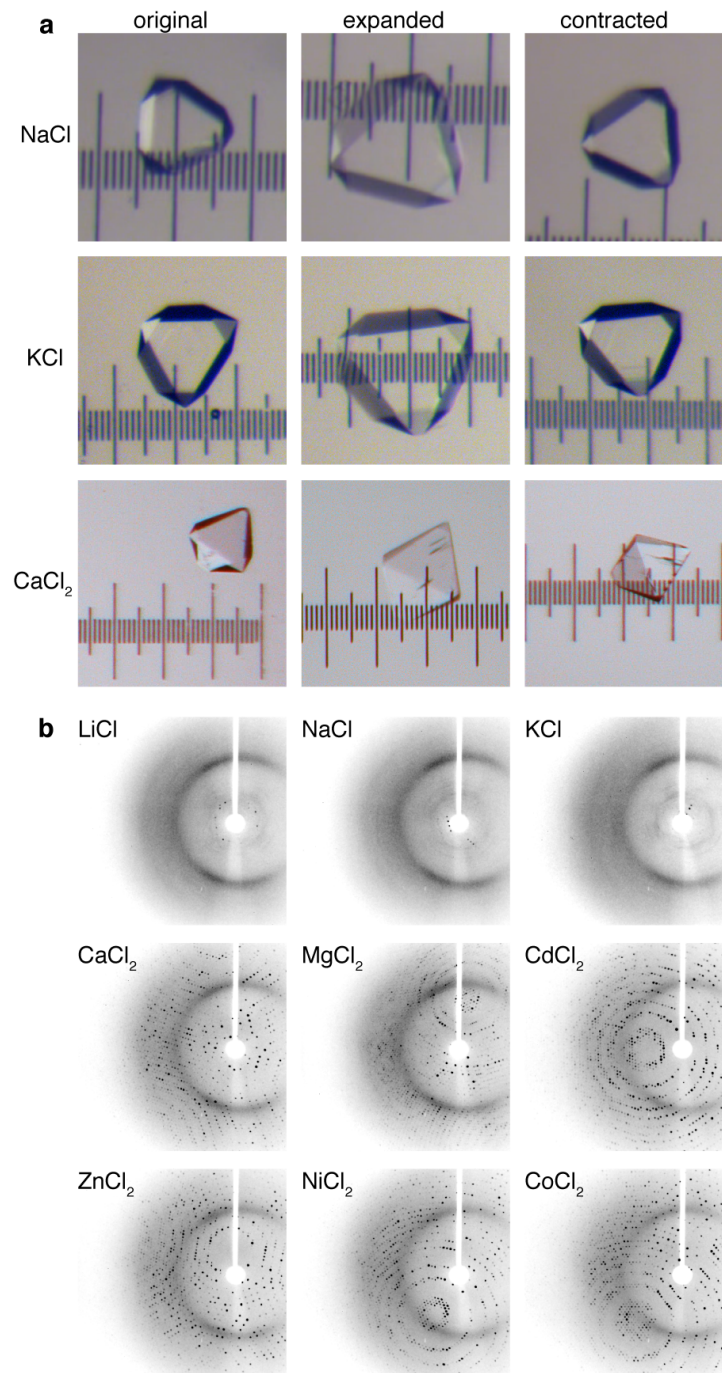 a original expanded contracted
NaCl
KCl
CaCl₂
b LiCl NaCl KCl
CaCl₂ MgCl₂ CdCl₂
ZnCl₂ NiCl₂ CoCl₂